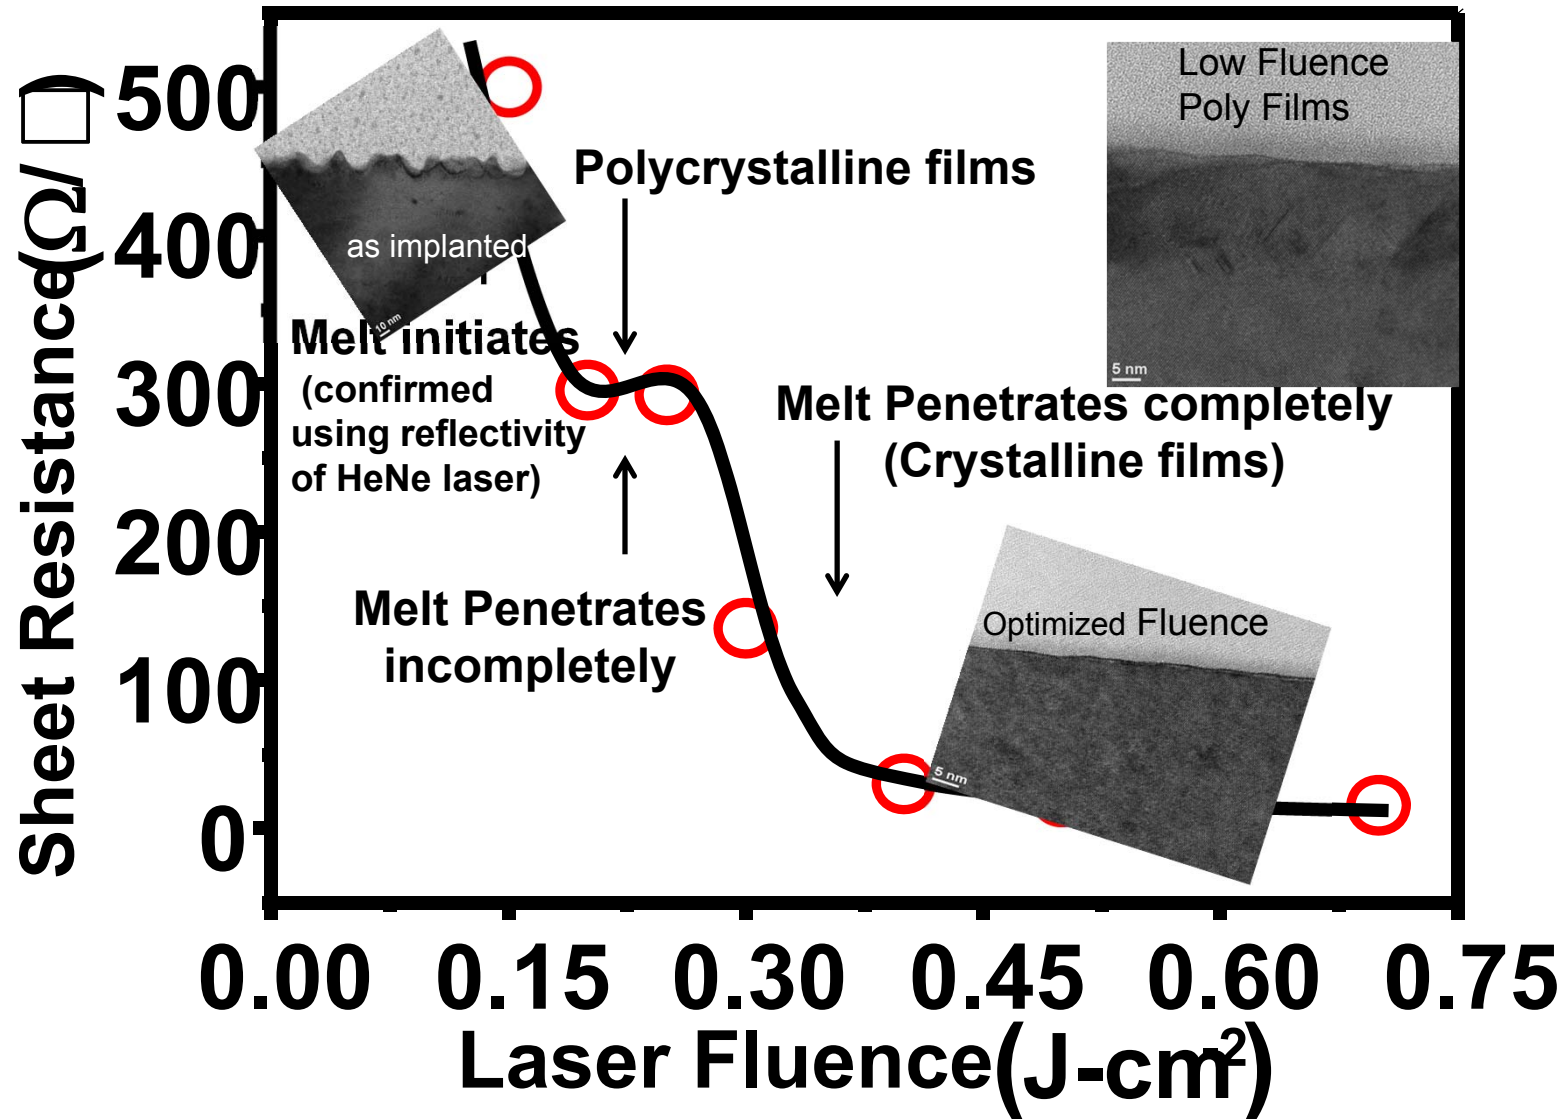 Sheet Resistance(Ω/□)
500
400
300
200
100
0
as implanted
10 nm
Polycrystalline films
Low Fluence
Poly Films
5 nm
Melt initiates
(confirmed
using reflectivity
of HeNe laser)
Melt Penetrates completely
(Crystalline films)
Melt Penetrates
incompletely
Optimized Fluence
5 nm
0.00 0.15 0.30 0.45 0.60 0.75
Laser Fluence(J-cm-2)